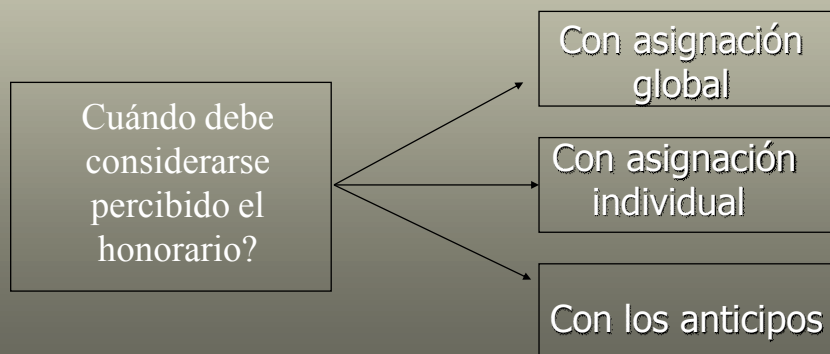 Cuándo debe
considerarse
percibido el
honorario?
Con asignación
global
Con asignación
individual
Con los anticipos